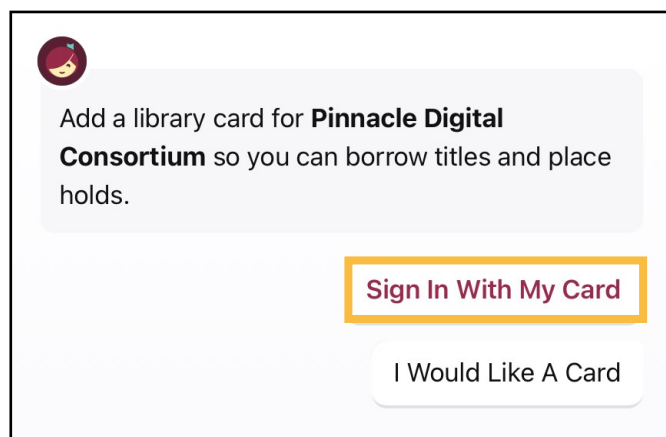 Add a library card for Pinnacle Digital
Consortium so you can borrow titles and place
holds.
Sign In With My Card
I Would Like A Card